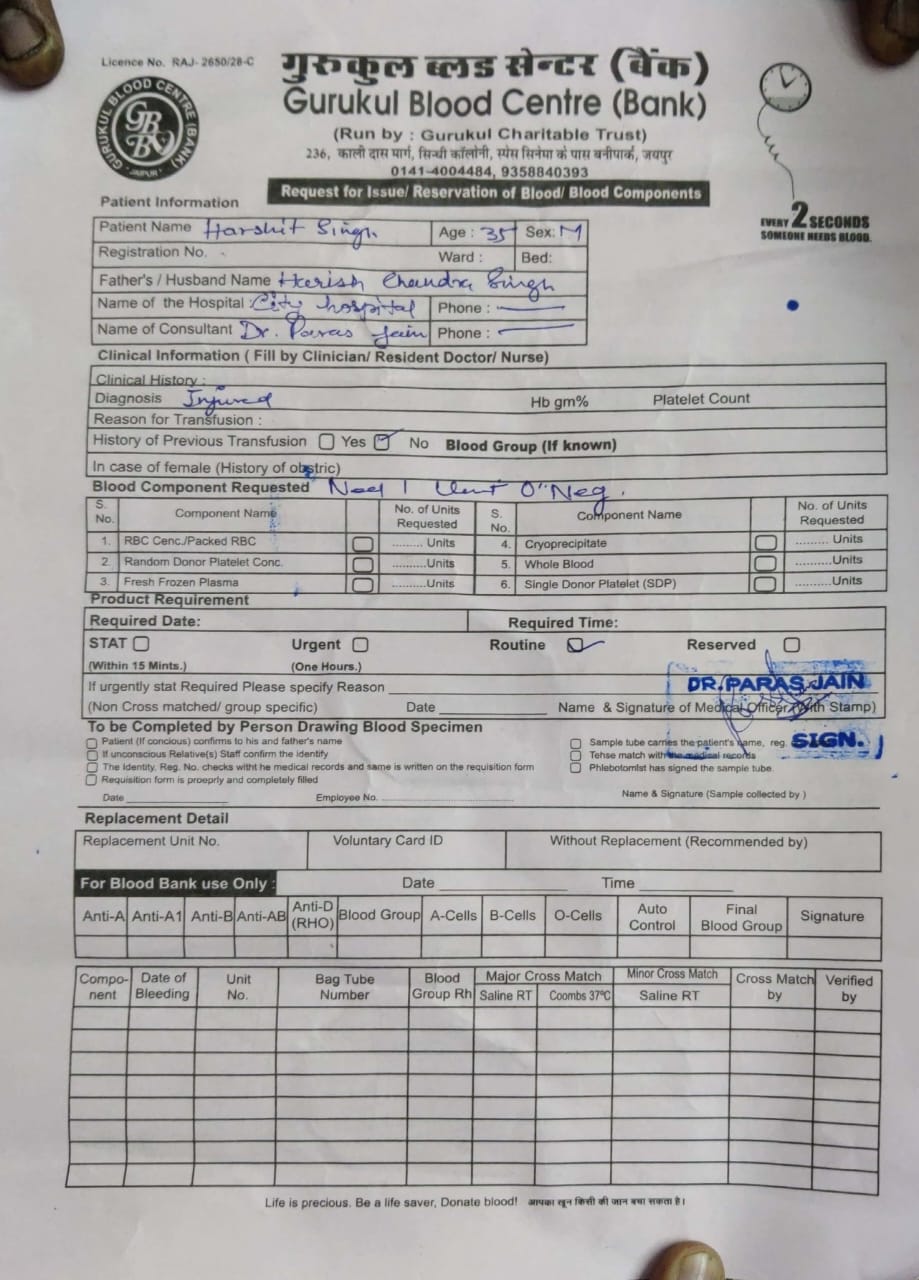 Licence No. RAJ- 2650/28-C
गुरुकुल ब्लड सेन्टर (बैंक)
GURUKUL BLOOD CENTRE (BANK)
GBBK
· JAIPUR ·
Gurukul Blood Centre (Bank)
(Run by : Gurukul Charitable Trust)
236, काली दास मार्ग, सिन्धी कॉलोनी, स्पेस सिनेमा के पास बनीपार्क, जयपुर
0141-4004484, 9358840393
Request for Issue/ Reservation of Blood/ Blood Components
EVERY 2 SECONDS
SOMEONE NEEDS BLOOD.
Patient Information
Patient Name Harshit Singh Age : 35 Sex: M
Registration No. Ward : Bed:
Father's / Husband Name Harish Chandra Singh
Name of the Hospital : City hospital Phone :
Name of Consultant Dr. Paras Jain Phone :
Clinical Information ( Fill by Clinician/ Resident Doctor/ Nurse)
Clinical History :
Diagnosis Injured Hb gm% Platelet Count
Reason for Transfusion :
History of Previous Transfusion Yes No Blood Group (If known)
In case of female (History of obstric)
Blood Component Requested Need 1 Unit O" Neg.
S. No. Component Name No. of Units Requested S. No. Component Name No. of Units Requested
1. RBC Cenc./Packed RBC ........ Units 4. Cryoprecipitate ......... Units
2. Random Donor Platelet Conc. .........Units 5. Whole Blood .........Units
3. Fresh Frozen Plasma .........Units 6. Single Donor Platelet (SDP) .........Units
Product Requirement
Required Date: Required Time:
STAT Urgent Routine Reserved
(Within 15 Mints.) (One Hours.)
If urgently stat Required Please specify Reason
DR. PARAS JAIN
(Non Cross matched/ group specific) Date Name & Signature of Medical Officer (With Stamp)
SIGN.
To be Completed by Person Drawing Blood Specimen
Patient (If concious) confirms to his and father's name Sample tube carries the patient's name, reg.
If unconscious Relative(s) Staff confirm the identify Tehse match with the medical records
The Identity, Reg. No. checks witht he medical records and same is written on the requisition form Phlebotomist has signed the sample tube.
Requisition form is proeprly and completely filled
Date Employee No. Name & Signature (Sample collected by )
Replacement Detail
Replacement Unit No. Voluntary Card ID Without Replacement (Recommended by)
For Blood Bank use Only : Date Time
Anti-A Anti-A1 Anti-B Anti-AB Anti-D (RHO) Blood Group A-Cells B-Cells O-Cells Auto Control Final Blood Group Signature
Compo-nent Date of Bleeding Unit No. Bag Tube Number Blood Group Rh Major Cross Match Minor Cross Match Cross Match by Verified by
Saline RT Coombs 37ºC Saline RT
Life is precious. Be a life saver, Donate blood! आपका खून किसी की जान बचा सकता है।